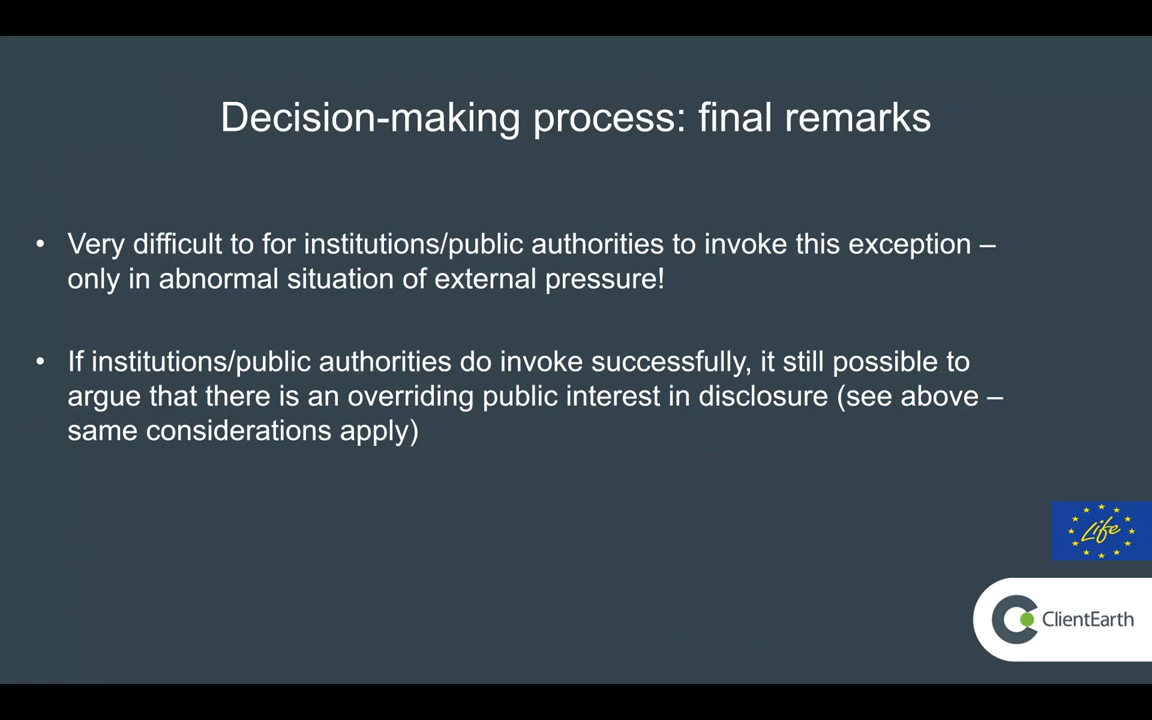 Decision-making process: final remarks
• Very difficult to for institutions/public authorities to invoke this exception –
only in abnormal situation of external pressure!
• If institutions/public authorities do invoke successfully, it still possible to
argue that there is an overriding public interest in disclosure (see above –
same considerations apply)
Life
ClientEarth